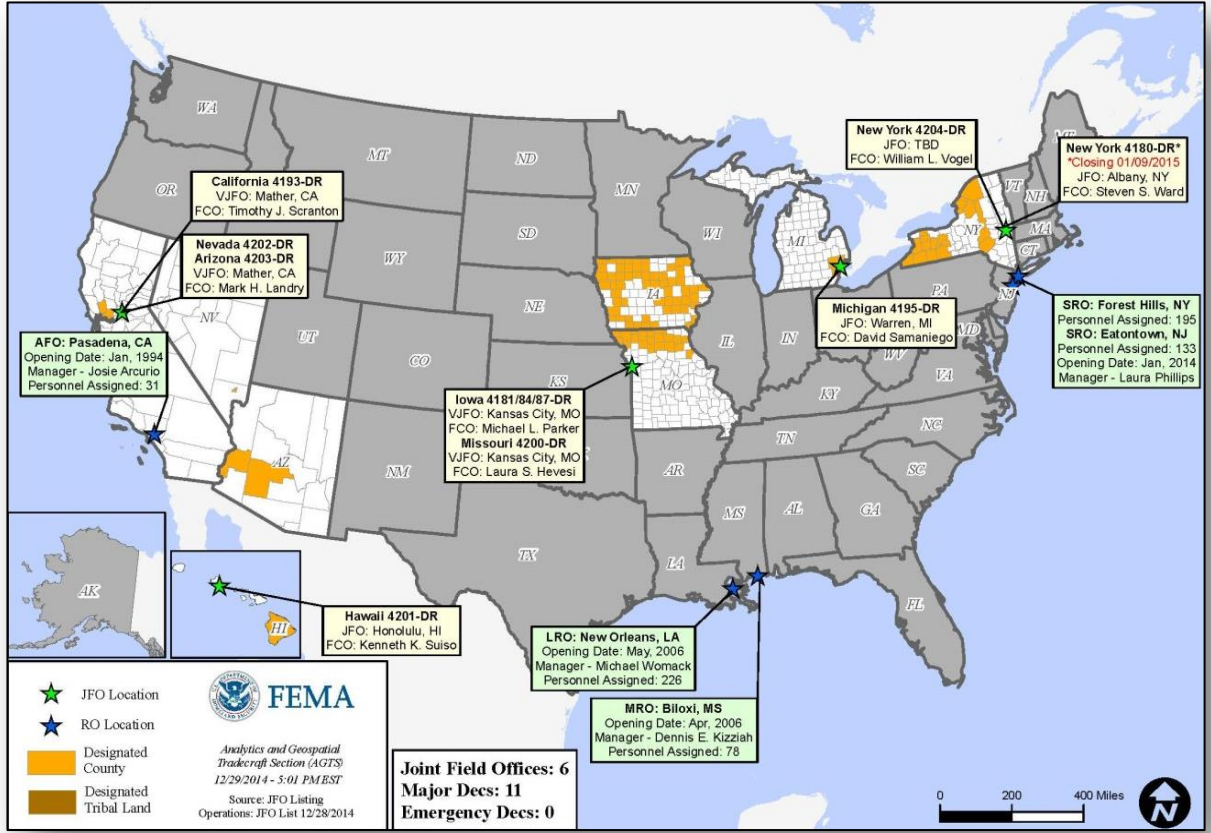 WA
MT
ND
MN
ME
OR
VT
NH
SD
WI
MI
NY
MA
CT
WY
NE
IA
PA
NJ
NV
UT
CO
KS
IL
IN
MD
WV
VA
MO
KY
NC
TN
AZ
NM
AR
SC
MS
AL
GA
TX
LA
FL
AK
HI
California 4193-DR
VJFO: Mather, CA
FCO: Timothy J. Scranton
Nevada 4202-DR
Arizona 4203-DR
VJFO: Mather, CA
FCO: Mark H. Landry
AFO: Pasadena, CA
Opening Date: Jan, 1994
Manager - Josie Arcurio
Personnel Assigned: 31
New York 4204-DR
JFO: TBD
FCO: William L. Vogel
New York 4180-DR*
*Closing 01/09/2015
JFO: Albany, NY
FCO: Steven S. Ward
Michigan 4195-DR
JFO: Warren, MI
FCO: David Samaniego
SRO: Forest Hills, NY
Personnel Assigned: 195
SRO: Eatontown, NJ
Personnel Assigned: 133
Opening Date: Jan, 2014
Manager - Laura Phillips
Iowa 4181/84/87-DR
VJFO: Kansas City, MO
FCO: Michael L. Parker
Missouri 4200-DR
VJFO: Kansas City, MO
FCO: Laura S. Hevesi
Hawaii 4201-DR
JFO: Honolulu, HI
FCO: Kenneth K. Suiso
LRO: New Orleans, LA
Opening Date: May, 2006
Manager - Michael Womack
Personnel Assigned: 226
MRO: Biloxi, MS
Opening Date: Apr, 2006
Manager - Dennis E. Kizziah
Personnel Assigned: 78
JFO Location
RO Location
Designated
County
Designated
Tribal Land
FEMA
Analytics and Geospatial
Tradecraft Section (AGTS)
12/29/2014 - 5:01 PM EST
Source: JFO Listing
Operations: JFO List 12/28/2014
Joint Field Offices: 6
Major Decs: 11
Emergency Decs: 0
0 200 400 Miles
N